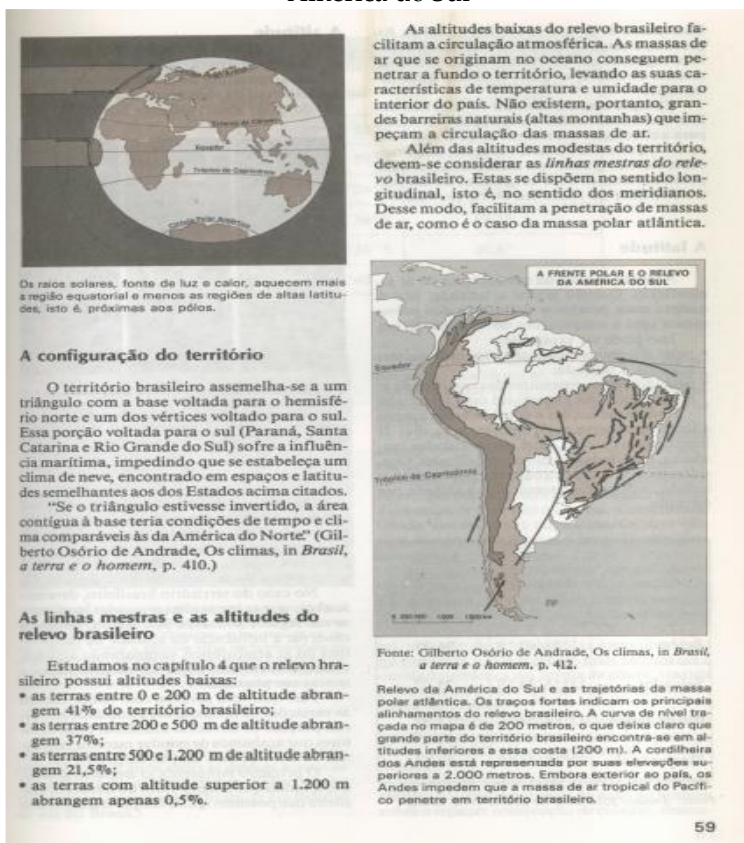 América do Sul
Círculo Polar Ártico
Trópico de Câncer
Equador
Trópico de Capricórnio
Círculo Polar Antártico
Os raios solares, fonte de luz e calor, aquecem mais
a região equatorial e menos as regiões de altas latitu-
des, isto é, próximas aos pólos.
A configuração do território
O território brasileiro assemelha-se a um
triângulo com a base voltada para o hemisfé-
rio norte e um dos vértices voltado para o sul.
Essa porção voltada para o sul (Paraná, Santa
Catarina e Rio Grande do Sul) sofre a influên-
cia marítima, impedindo que se estabeleça um
clima de neve, encontrado em espaços e latitu-
des semelhantes aos dos Estados acima citados.
“Se o triângulo estivesse invertido, a área
contígua à base teria condições de tempo e cli-
ma comparáveis às da América do Norte.” (Gil-
berto Osório de Andrade, Os climas, in Brasil,
a terra e o homem, p. 410.)
As linhas mestras e as altitudes do
relevo brasileiro
Estudamos no capítulo 4 que o relevo bra-
sileiro possui altitudes baixas:
• as terras entre 0 e 200 m de altitude abran-
gem 41% do território brasileiro;
• as terras entre 200 e 500 m de altitude abran-
gem 37%;
• as terras entre 500 e 1.200 m de altitude abran-
gem 21,5%;
• as terras com altitude superior a 1.200 m
abrangem apenas 0,5%.
As altitudes baixas do relevo brasileiro fa-
cilitam a circulação atmosférica. As massas de
ar que se originam no oceano conseguem pe-
netrar a fundo o território, levando as suas ca-
racterísticas de temperatura e umidade para o
interior do país. Não existem, portanto, gran-
des barreiras naturais (altas montanhas) que im-
peçam a circulação das massas de ar.
Além das altitudes modestas do território,
devem-se considerar as linhas mestras do rele-
vo brasileiro. Estas se dispõem no sentido lon-
gitudinal, isto é, no sentido dos meridianos.
Desse modo, facilitam a penetração de massas
de ar, como é o caso da massa polar atlântica.
A FRENTE POLAR E O RELEVO
DA AMÉRICA DO SUL
Equador
Trópico de Capricórnio
Fonte: Gilberto Osório de Andrade, Os climas, in Brasil,
a terra e o homem, p. 412.
Relevo da América do Sul e as trajetórias da massa
polar atlântica. Os traços fortes indicam os principais
alinhamentos do relevo brasileiro. A curva de nível tra-
çada no mapa é de 200 metros, o que deixa claro que
grande parte do território brasileiro encontra-se em al-
titudes inferiores a essa costa (200 m). A cordilheira
dos Andes está representada por suas elevações su-
periores a 2.000 metros. Embora exterior ao país, os
Andes impedem que a massa de ar tropical do Pacífi-
co penetre em território brasileiro.
59